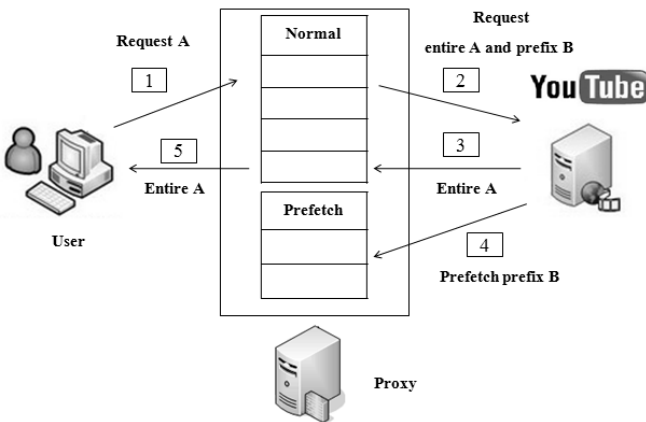 Request A
1
Normal
Request
entire A and prefix B
2
YouTube
5
3
Entire A
Entire A
Prefetch
User
4
Prefetch prefix B
Proxy